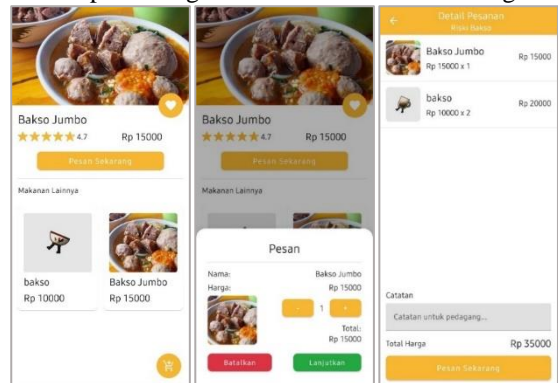 Bakso Jumbo
4.7
Rp 15000
Pesan Sekarang
Makanan Lainnya
bakso
Rp 10000
Bakso Jumbo
Rp 15000
Bakso Jumbo
4.7
Rp 15000
Pesan Sekarang
Makanan Lainnya
Pesan
Nama:
Bakso Jumbo
Harga:
Rp 15000
-
1
+
Total:
Rp 15000
Batalkan
Lanjutkan
Detail Pesanan
Rizki Bakso
Bakso Jumbo
Rp 15000 x 1
Rp 15000
bakso
Rp 10000 x 2
Rp 20000
Catatan
Catatan untuk pedagang...
Total Harga
Rp 35000
Pesan Sekarang